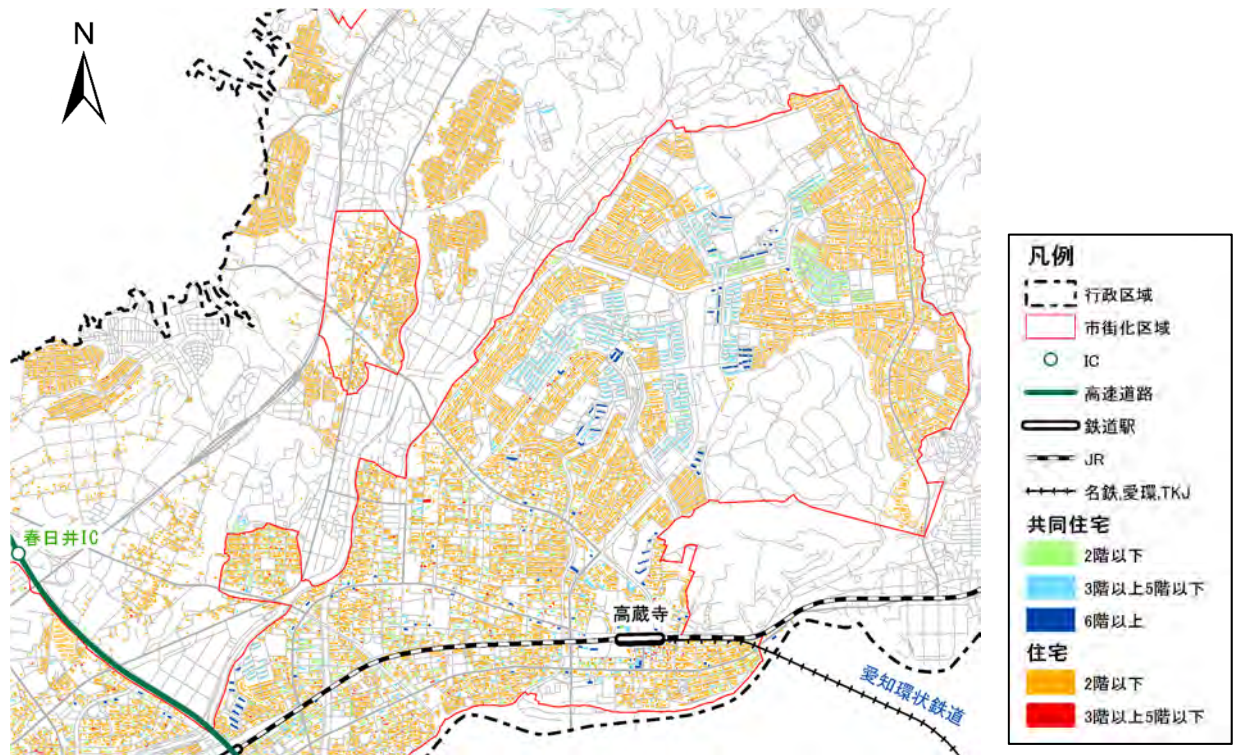 N
春日井IC
高蔵寺
愛知環状鉄道
凡例
行政区域
市街化区域
IC
高速道路
鉄道駅
JR
名鉄,愛環,TKJ
共同住宅
2階以下
3階以上5階以下
6階以上
住宅
2階以下
3階以上5階以下